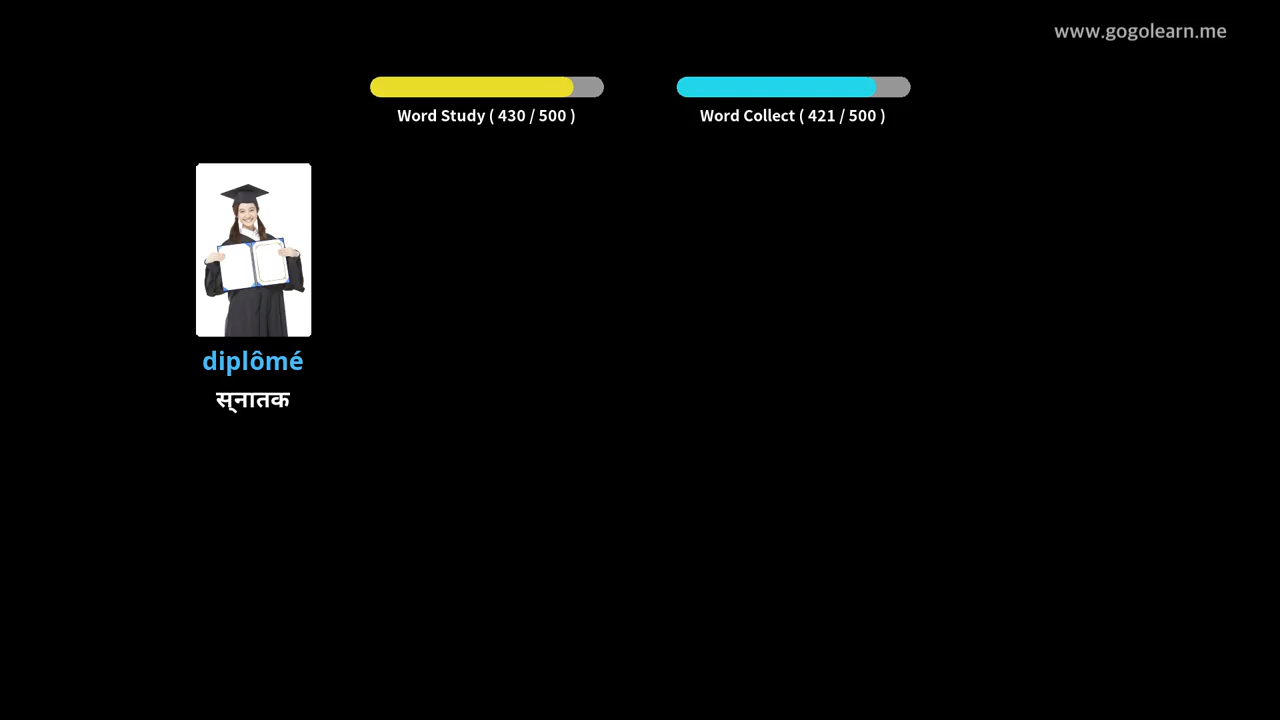 www.gogolearn.me
Word Study ( 430 / 500 )
Word Collect ( 421 / 500 )
diplômé
स्नातक